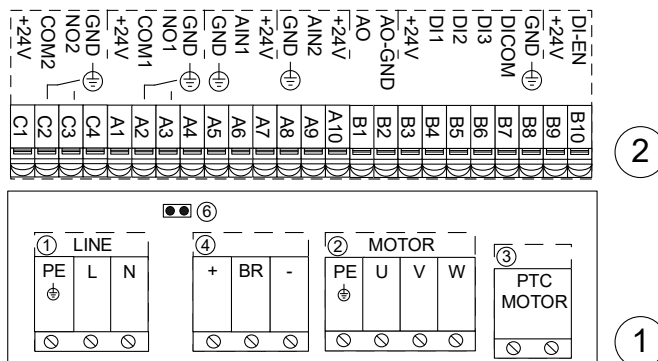 +24V COM2 NO2 GND +24V COM1 NO1 GND GND AIN1 +24V GND AIN2 +24V AO AO-GND +24V DI1 DI2 DI3 DICOM GND +24V DI-EN
C1 C2 C3 C4 A1 A2 A3 A4 A5 A6 A7 A8 A9 A10 B1 B2 B3 B4 B5 B6 B7 B8 B9 B10
2
6
1 LINE 4 2 MOTOR 3
PE L N + BR - PE U V W PTC
MOTOR
1